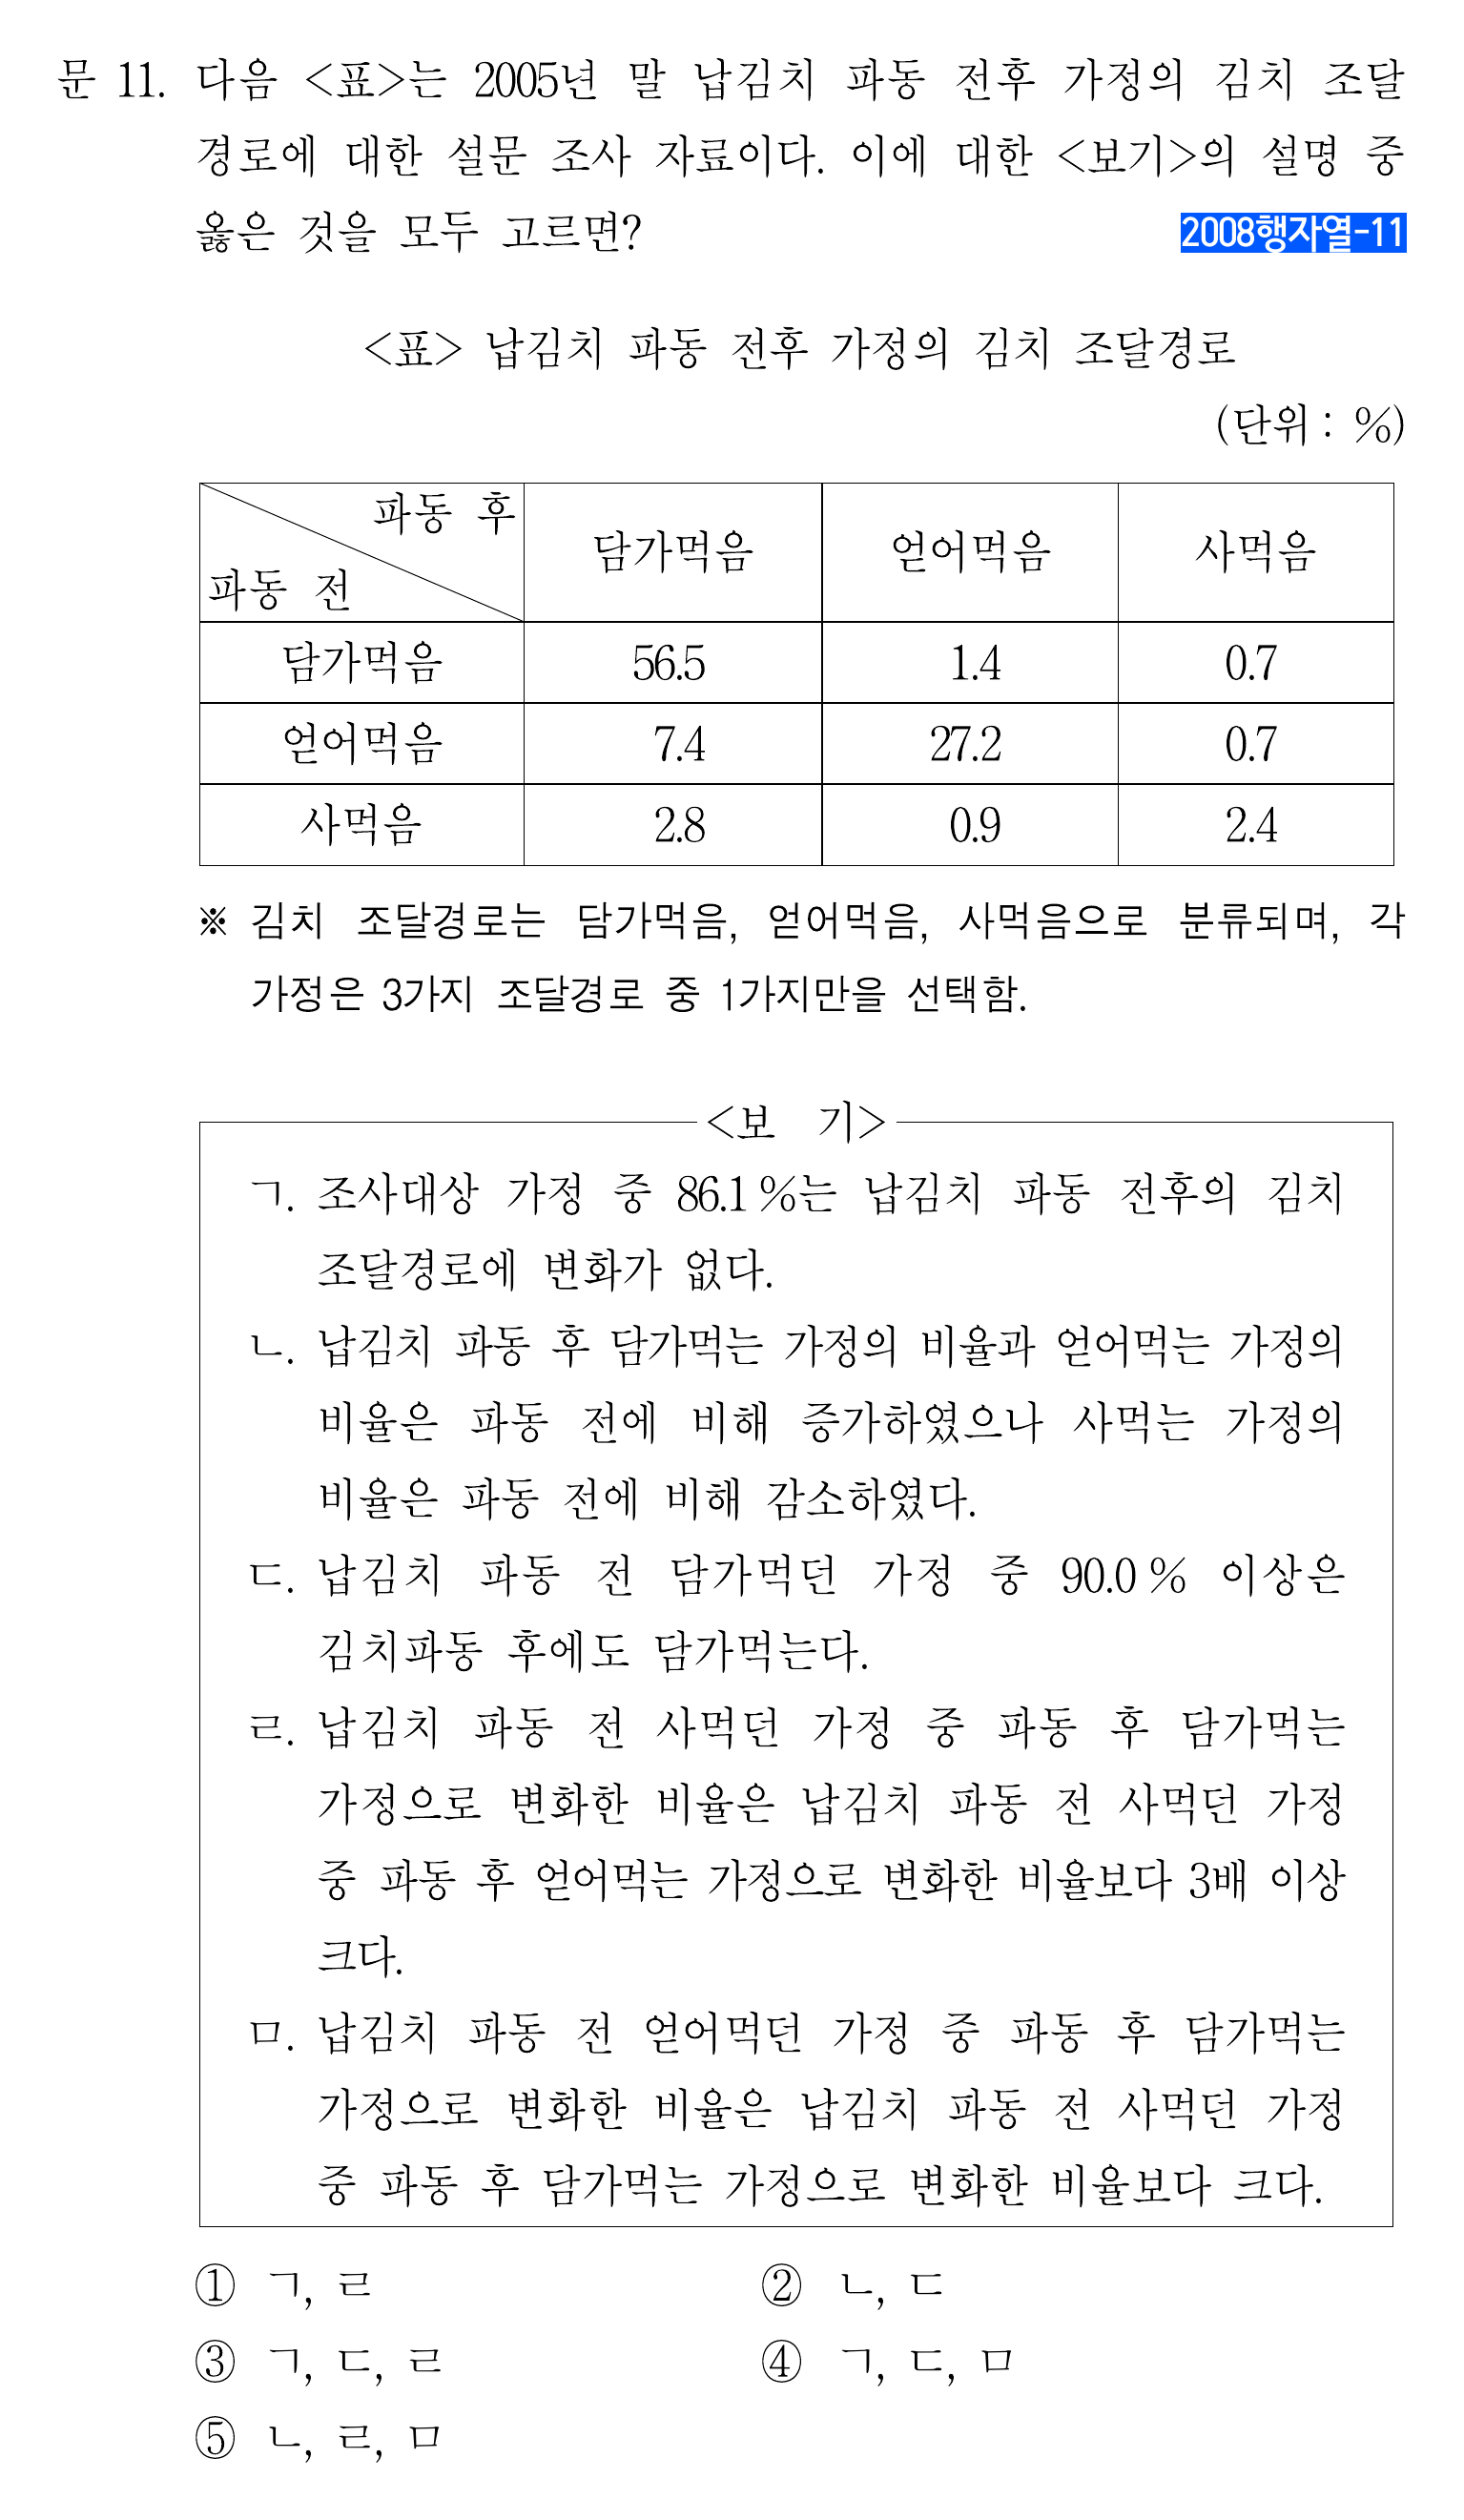 문 11. 다음 <표>는 2005년 말 납김치 파동 전후 가정의 김치 조달
경로에 대한 설문 조사 자료이다. 이에 대한 <보기>의 설명 중
옳은 것을 모두 고르면?
2008행자열-11
<표> 납김치 파동 전후 가정의 김치 조달경로
(단위 : %)
파동 후
파동 전
담가먹음 얻어먹음 사먹음
담가먹음 56.5 1.4 0.7
얻어먹음 7.4 27.2 0.7
사먹음 2.8 0.9 2.4
※ 김치 조달경로는 담가먹음, 얻어먹음, 사먹음으로 분류되며, 각
가정은 3가지 조달경로 중 1가지만을 선택함.
<보 기>
ㄱ. 조사대상 가정 중 86.1 %는 납김치 파동 전후의 김치
조달경로에 변화가 없다.
ㄴ. 납김치 파동 후 담가먹는 가정의 비율과 얻어먹는 가정의
비율은 파동 전에 비해 증가하였으나 사먹는 가정의
비율은 파동 전에 비해 감소하였다.
ㄷ. 납김치 파동 전 담가먹던 가정 중 90.0 % 이상은
김치파동 후에도 담가먹는다.
ㄹ. 납김치 파동 전 사먹던 가정 중 파동 후 담가먹는
가정으로 변화한 비율은 납김치 파동 전 사먹던 가정
중 파동 후 얻어먹는 가정으로 변화한 비율보다 3배 이상
크다.
ㅁ. 납김치 파동 전 얻어먹던 가정 중 파동 후 담가먹는
가정으로 변화한 비율은 납김치 파동 전 사먹던 가정
중 파동 후 담가먹는 가정으로 변화한 비율보다 크다.
① ㄱ, ㄹ ② ㄴ, ㄷ
③ ㄱ, ㄷ, ㄹ ④ ㄱ, ㄷ, ㅁ
⑤ ㄴ, ㄹ, ㅁ